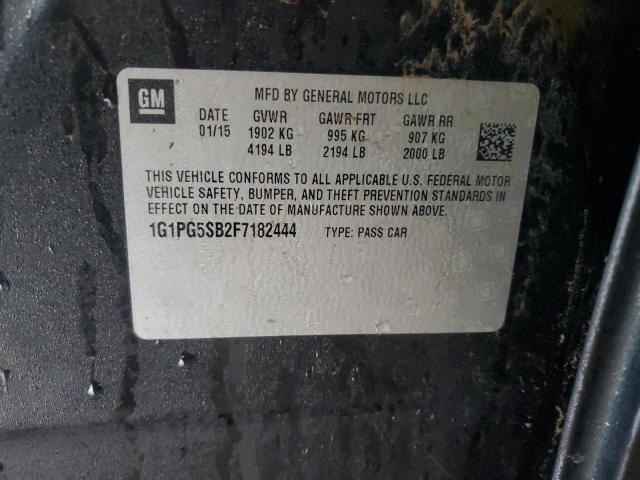 GM
MFD BY GENERAL MOTORS LLC
DATE GVWR GAWR FRT GAWR RR
01/15 1902 KG 995 KG 907 KG
4194 LB 2194 LB 2000 LB
THIS VEHICLE CONFORMS TO ALL APPLICABLE U.S. FEDERAL MOTOR
VEHICLE SAFETY, BUMPER, AND THEFT PREVENTION STANDARDS IN
EFFECT ON THE DATE OF MANUFACTURE SHOWN ABOVE.
1G1PG5SB2F7182444 TYPE: PASS CAR